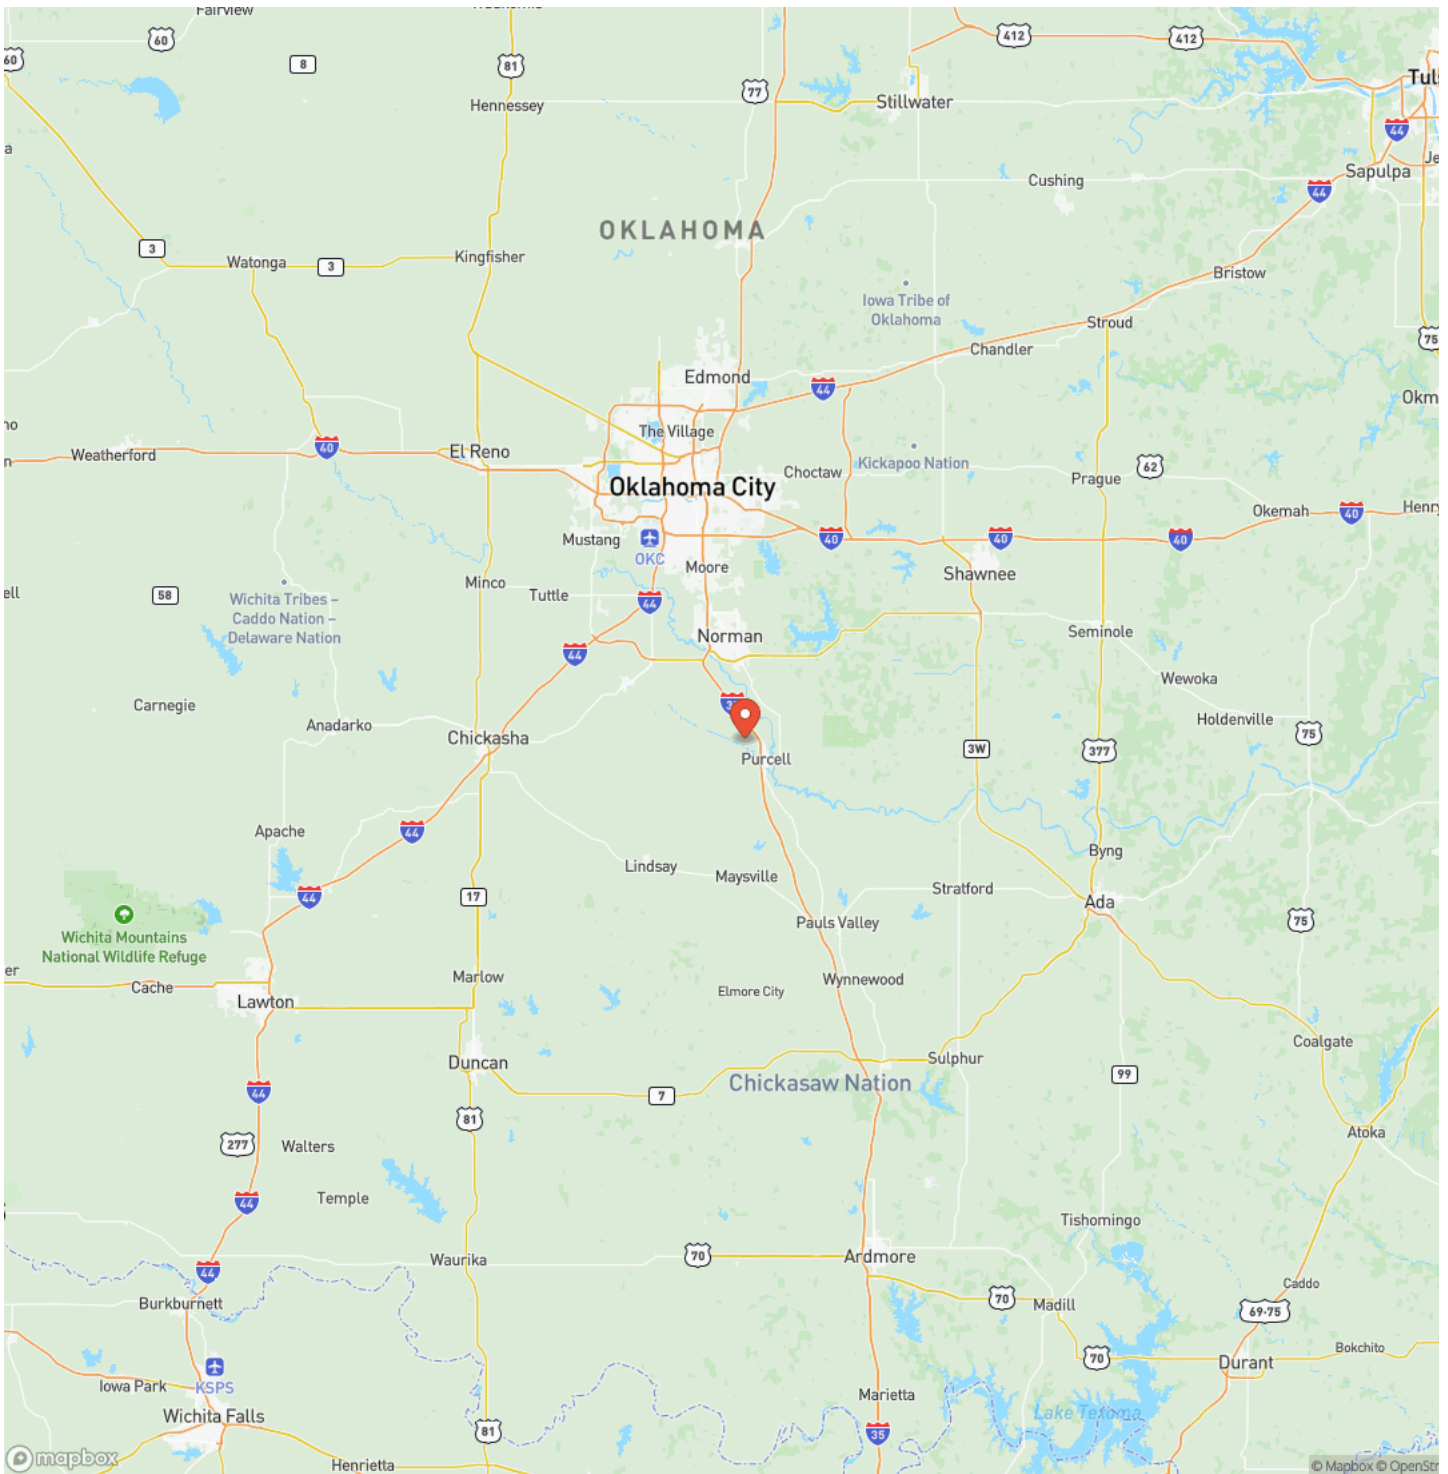 Fairview
60
60
8
81
412
412
77
Hennessey
Stillwater
44
Cushing
Sapulpa
44
OKLAHOMA
3
3
Watonga
Kingfisher
Bristow
Iowa Tribe of
Oklahoma
Stroud
75
Chandler
Edmond
44
The Village
40
El Reno
Weatherford
Kickapoo Nation
62
Choctaw
Prague
Oklahoma City
Okemah
40
Mustang
OKC
40
40
40
Moore
Shawnee
Minco
Tuttle
58
Wichita Tribes –
Caddo Nation –
Delaware Nation
44
Norman
Seminole
44
Wewoka
Carnegie
Anadarko
Holdenville
Chickasha
75
3W
377
Purcell
Apache
44
Byng
Lindsay
Maysville
44
17
Stratford
Ada
Pauls Valley
75
Wichita Mountains
National Wildlife Refuge
Marlow
Wynnewood
Cache
Elmore City
Lawton
Coalgate
Duncan
Sulphur
Chickasaw Nation
99
44
7
81
277
Walters
Atoka
Temple
44
Tishomingo
Waurika
70
Ardmore
44
Caddo
Burkburnett
70
Madill
69-75
Bokchito
70
Durant
KSPS
Iowa Park
Marietta
Wichita Falls
Lake Texoma
81
35
mapbox
Henrietta
© Mapbox © OpenStr